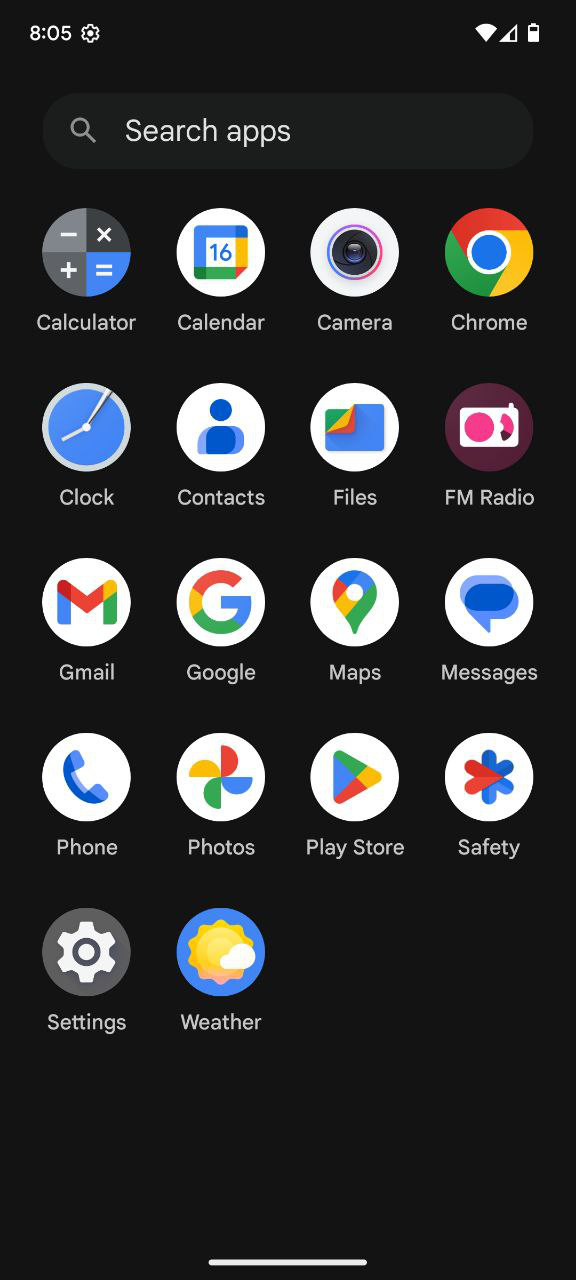 8:05
Search apps
16
Calculator Calendar Camera Chrome
Clock Contacts Files FM Radio
Gmail Google Maps Messages
Phone Photos Play Store Safety
Settings Weather